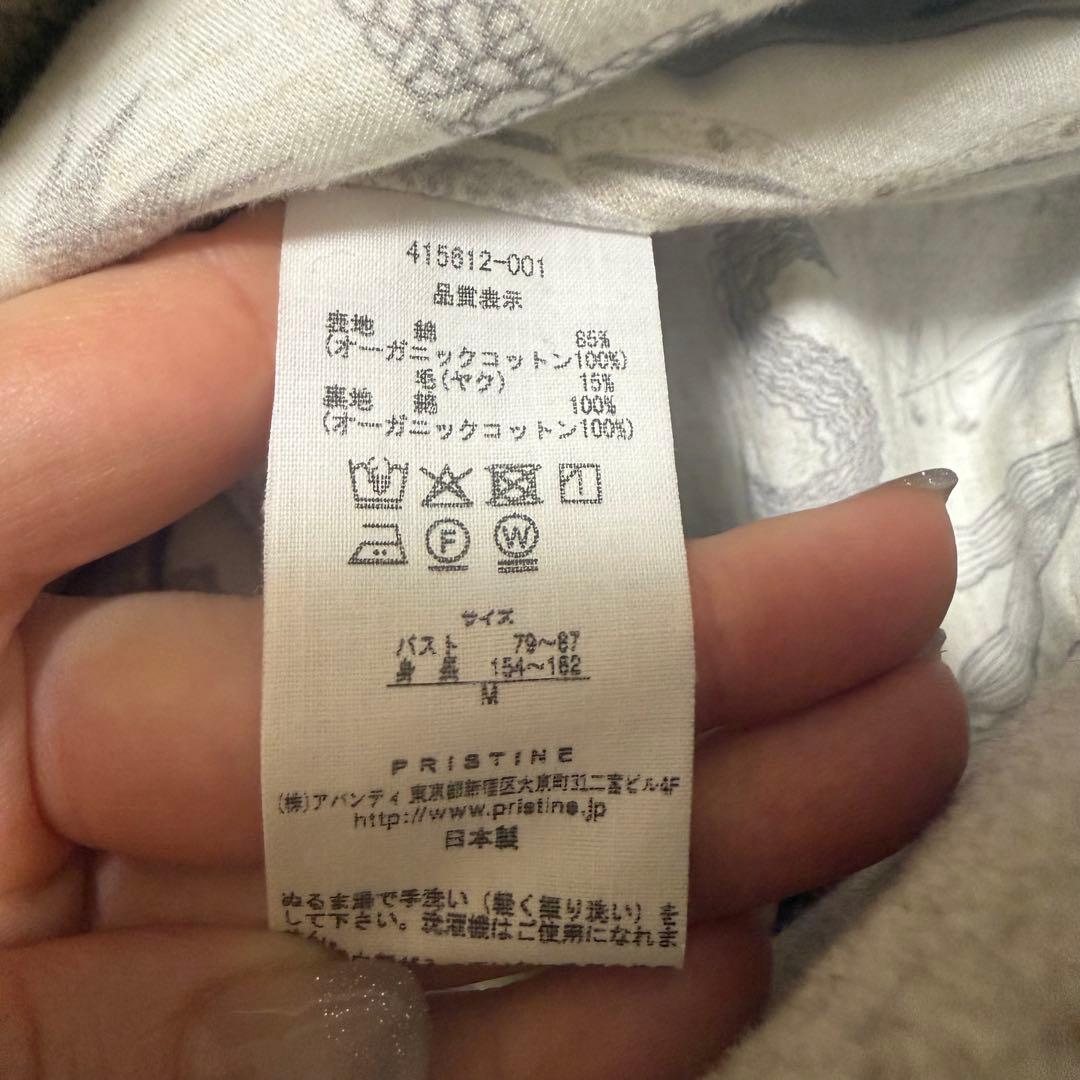 415612-001
品質表示
表地 綿 85%
(オーガニックコットン100%)
毛(ヤク) 15%
裏地 綿 100%
(オーガニックコットン100%)
F W
サイズ
バスト 79～87
身長 154～162
M
PRISTINE
(株)アバンティ 東京都新宿区大京町31二宮ビル4F
http://www.pristine.jp
日本製
ぬるま湯で手洗い(軽く振り洗い)を
して下さい。洗濯機はご使用になれま